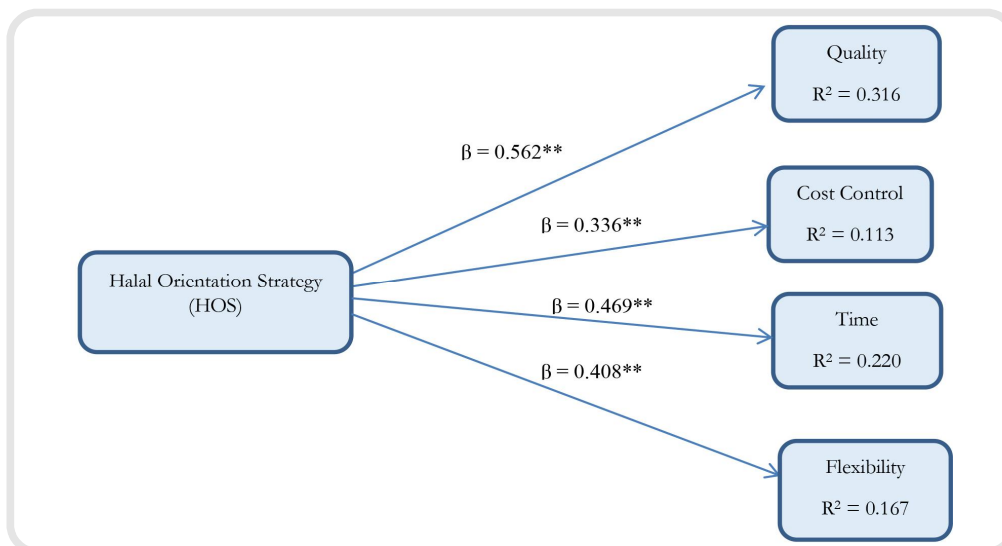 Quality
R² = 0.316
β = 0.562**
Cost Control
β = 0.336**
R² = 0.113
Halal Orientation Strategy
(HOS)
β = 0.469**
Time
R² = 0.220
β = 0.408**
Flexibility
R² = 0.167